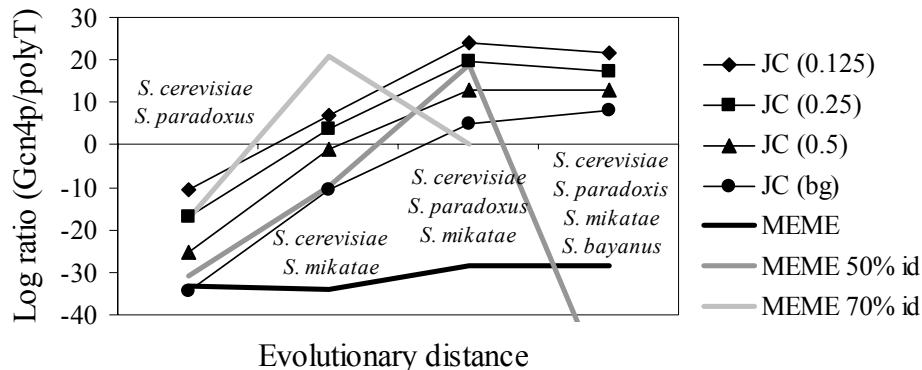 Log ratio (Gcn4p/polyT)
30
20
10
0
-10
-20
-30
-40
S. cerevisiae
S. paradoxus
S. cerevisiae
S. mikatae
S. cerevisiae
S. paradoxus
S. mikatae
S. cerevisiae
S. paradoxis
S. mikatae
S. bayanus
Evolutionary distance
JC (0.125)
JC (0.25)
JC (0.5)
JC (bg)
MEME
MEME 50% id
MEME 70% id